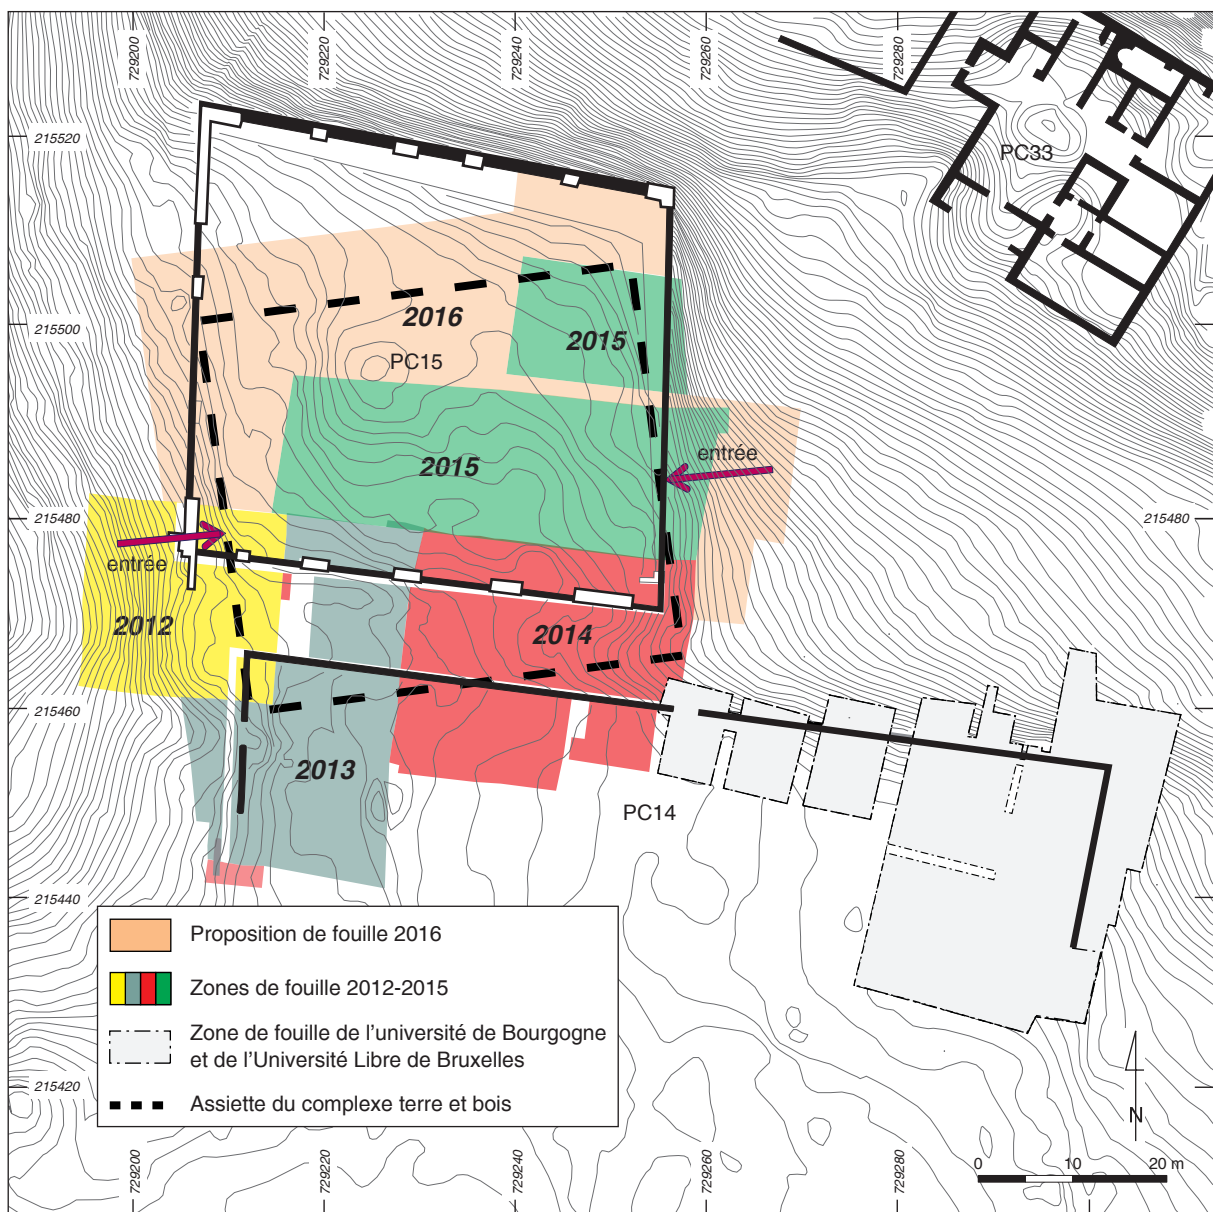 729200
729220
729240
729260
729280
215520
PC33
215500
2016
2015
PC15
2015
entrée
215480
215480
entrée
2012
2014
215460
2013
PC14
215440
Proposition de fouille 2016
Zones de fouille 2012-2015
Zone de fouille de l’université de Bourgogne
et de l’Université Libre de Bruxelles
Assiette du complexe terre et bois
215420
N
729200
729220
729240
729260
729280
0 10 20 m